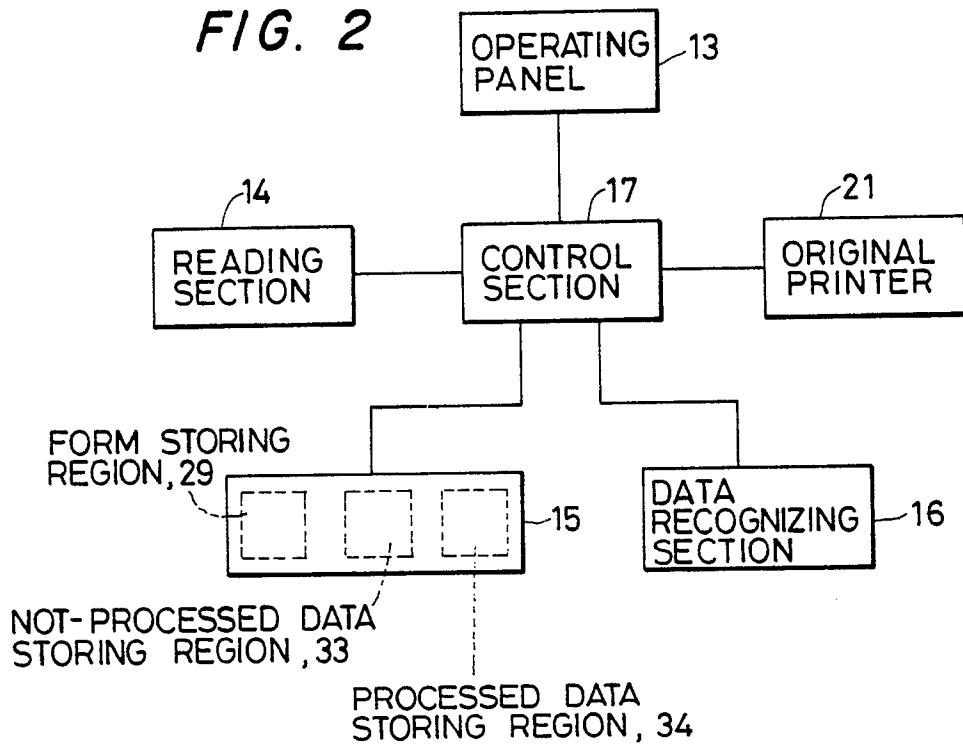 FIG. 2
OPERATING
PANEL
13
14
READING
SECTION
17
CONTROL
SECTION
21
ORIGINAL
PRINTER
FORM STORING
REGION, 29
15
DATA
RECOGNIZING
SECTION
16
NOT-PROCESSED DATA
STORING REGION, 33
PROCESSED DATA
STORING REGION, 34